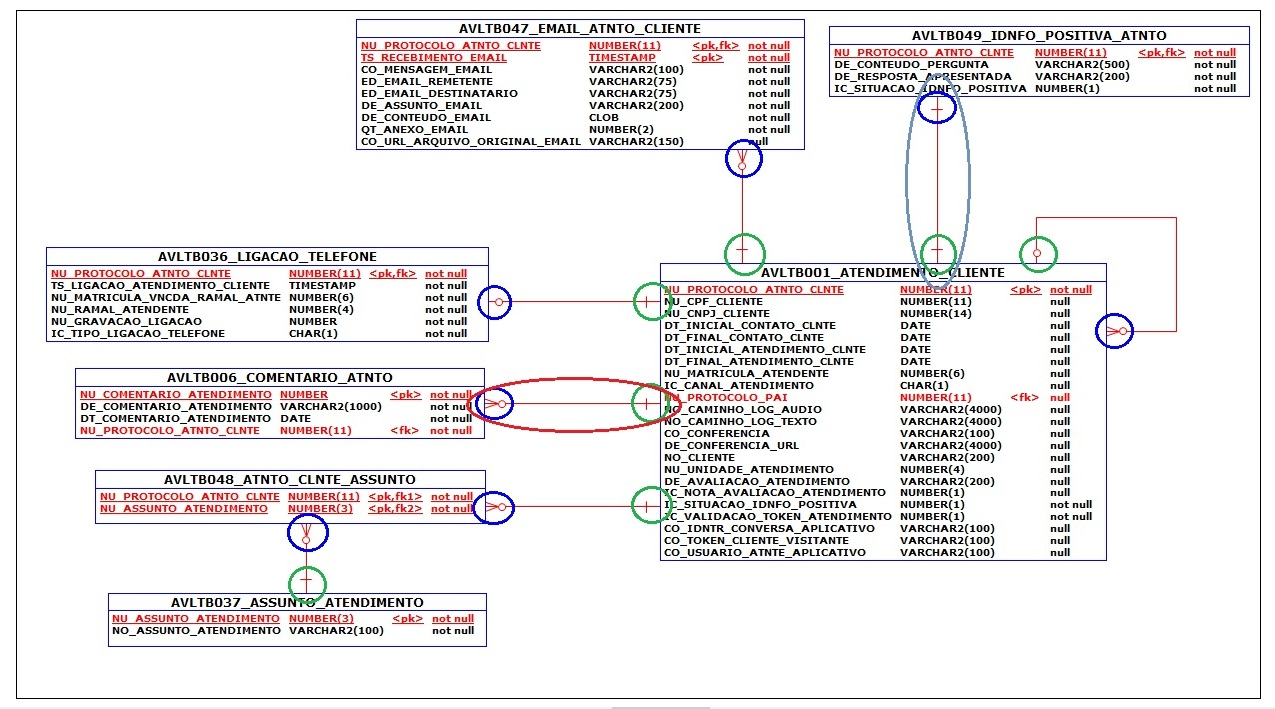 AVLTB047_EMAIL_ATNTO_CLIENTE
NU_PROTOCOLO_ATNTO_CLNTE NUMBER(11) <pk,fk> not null
TS_RECEBIMENTO_EMAIL TIMESTAMP <pk> not null
CO_MENSAGEM_EMAIL VARCHAR2(100) not null
ED_EMAIL_REMETENTE VARCHAR2(75) not null
ED_EMAIL_DESTINATARIO VARCHAR2(75) not null
DE_ASSUNTO_EMAIL VARCHAR2(200) not null
DE_CONTEUDO_EMAIL CLOB not null
QT_ANEXO_EMAIL NUMBER(2) not null
CO_URL_ARQUIVO_ORIGINAL_EMAIL VARCHAR2(150) null
AVLTB049_IDNFO_POSITIVA_ATNTO
NU_PROTOCOLO_ATNTO_CLNTE NUMBER(11) <pk,fk> not null
DE_CONTEUDO_PERGUNTA VARCHAR2(500) not null
DE_RESPOSTA_APRESENTADA VARCHAR2(200) not null
IC_SITUACAO_IDNFO_POSITIVA NUMBER(1) not null
AVLTB036_LIGACAO_TELEFONE
NU_PROTOCOLO_ATNTO_CLNTE NUMBER(11) <pk,fk> not null
TS_LIGACAO_ATENDIMENTO_CLIENTE TIMESTAMP not null
NU_MATRICULA_VNCDA_RAMAL_ATNTE NUMBER(6) not null
NU_RAMAL_ATENDENTE NUMBER(4) not null
NU_GRAVACAO_LIGACAO NUMBER not null
IC_TIPO_LIGACAO_TELEFONE CHAR(1) not null
AVLTB001_ATENDIMENTO_CLIENTE
NU_PROTOCOLO_ATNTO_CLNTE NUMBER(11) <pk> not null
NU_CPF_CLIENTE NUMBER(11) null
NU_CNPJ_CLIENTE NUMBER(14) null
DT_INICIAL_CONTATO_CLNTE DATE null
DT_FINAL_CONTATO_CLNTE DATE null
DT_INICIAL_ATENDIMENTO_CLNTE DATE null
DT_FINAL_ATENDIMENTO_CLNTE DATE null
NU_MATRICULA_ATENDENTE NUMBER(6) null
IC_CANAL_ATENDIMENTO CHAR(1) null
NU_PROTOCOLO_PAI NUMBER(11) <fk> null
NO_CAMINHO_LOG_AUDIO VARCHAR2(4000) null
NO_CAMINHO_LOG_TEXTO VARCHAR2(4000) null
CO_CONFERENCIA VARCHAR2(100) null
DE_CONFERENCIA_URL VARCHAR2(4000) null
NO_CLIENTE VARCHAR2(200) null
NU_UNIDADE_ATENDIMENTO NUMBER(4) null
DE_AVALIACAO_ATENDIMENTO VARCHAR2(200) null
IC_NOTA_AVALIACAO_ATENDIMENTO NUMBER(1) null
IC_SITUACAO_IDNFO_POSITIVA NUMBER(1) not null
IC_VALIDACAO_TOKEN_ATENDIMENTO NUMBER(1) not null
CO_IDNTR_CONVERSA_APLICATIVO VARCHAR2(100) null
CO_TOKEN_CLIENTE_VISITANTE VARCHAR2(100) null
CO_USUARIO_ATNTE_APLICATIVO VARCHAR2(100) null
AVLTB006_COMENTARIO_ATNTO
NU_COMENTARIO_ATENDIMENTO NUMBER <pk> not null
DE_COMENTARIO_ATENDIMENTO VARCHAR2(1000) not null
DT_COMENTARIO_ATENDIMENTO DATE not null
NU_PROTOCOLO_ATNTO_CLNTE NUMBER(11) <fk> not null
AVLTB048_ATNTO_CLNTE_ASSUNTO
NU_PROTOCOLO_ATNTO_CLNTE NUMBER(11) <pk,fk1> not null
NU_ASSUNTO_ATENDIMENTO NUMBER(3) <pk,fk2> not null
AVLTB037_ASSUNTO_ATENDIMENTO
NU_ASSUNTO_ATENDIMENTO NUMBER(3) <pk> not null
NO_ASSUNTO_ATENDIMENTO VARCHAR2(100) not null